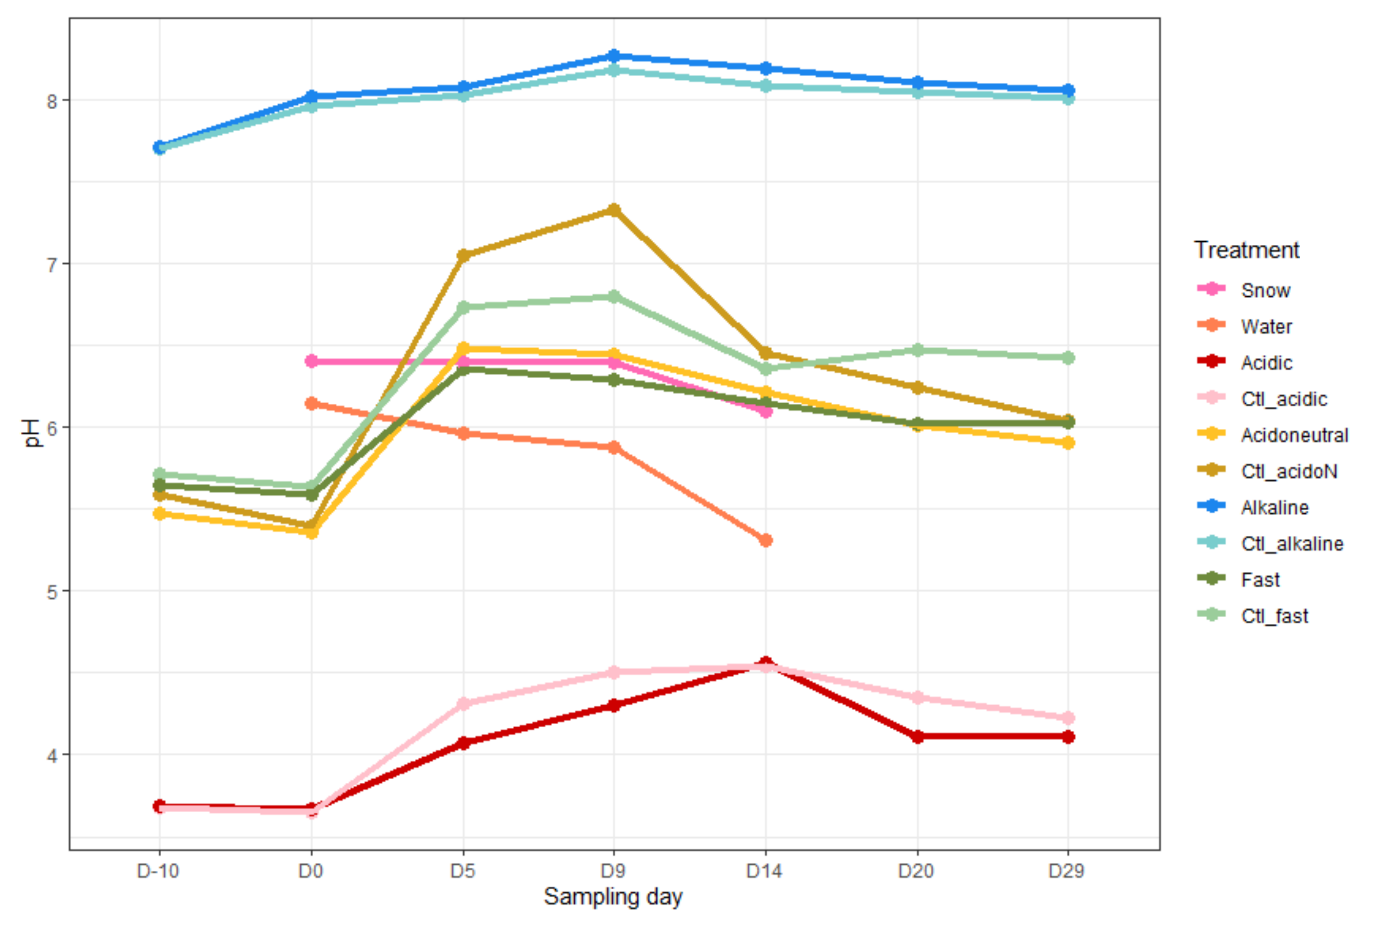 8
7
6
5
4
pH
D-10 D0 D5 D9 D14 D20 D29
Sampling day
Treatment
Snow
Water
Acidic
Ctl_acidic
Acidoneutral
Ctl_acidoN
Alkaline
Ctl_alkaline
Fast
Ctl_fast